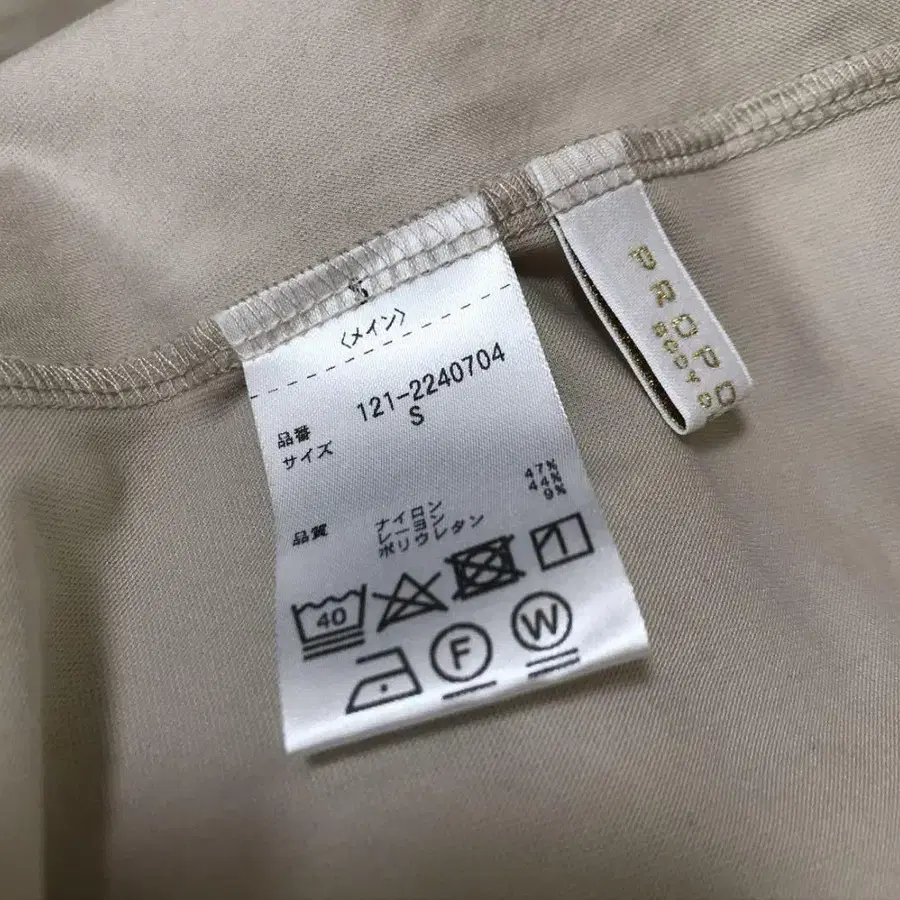 S
〈メイン〉
品番 121-2240704
サイズ S
品質 ナイロン 47%
レーヨン 44%
ポリウレタン 9%
40
F
W
PROPO
BODY D